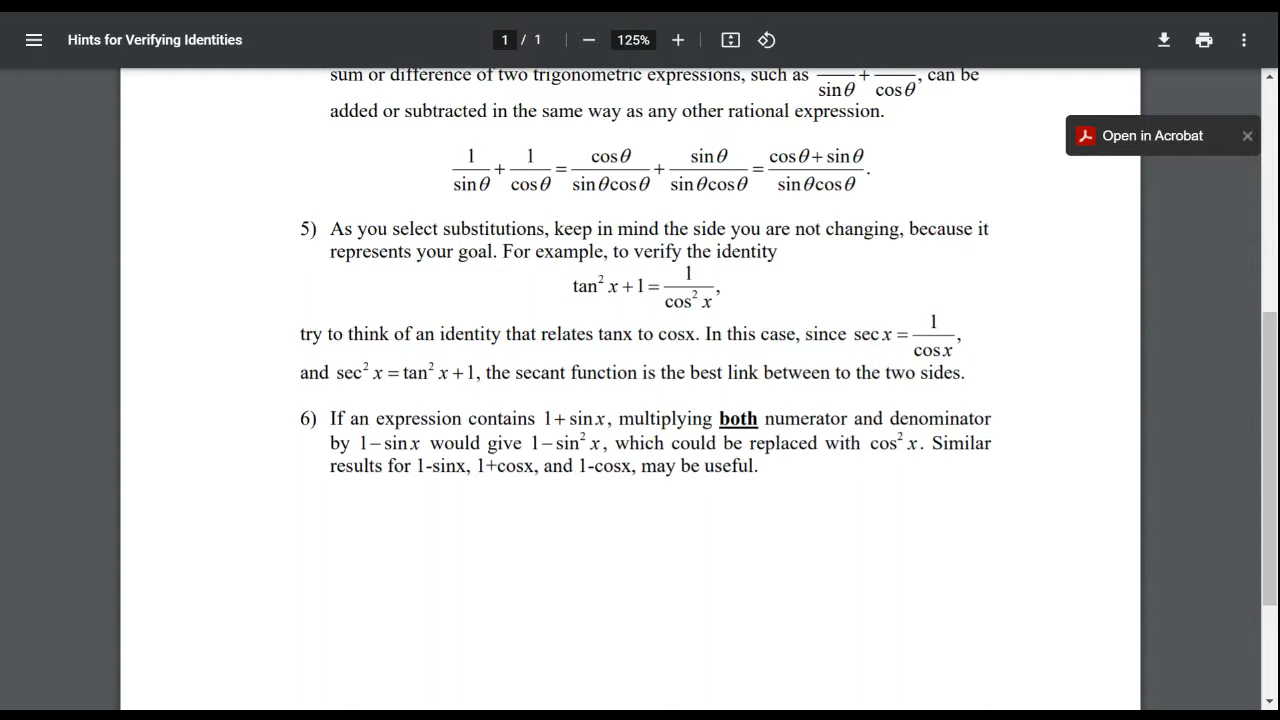 Hints for Verifying Identities
1 / 1
125%
Open in Acrobat
sum or difference of two trigonometric expressions, such as —/sinθ + —/cosθ, can be
added or subtracted in the same way as any other rational expression.
1/sinθ + 1/cosθ = cosθ/sinθcosθ + sinθ/sinθcosθ = cosθ+sinθ/sinθcosθ.
5) As you select substitutions, keep in mind the side you are not changing, because it
represents your goal. For example, to verify the identity
tan² x+1 = 1/cos² x,
try to think of an identity that relates tanx to cosx. In this case, since sec x = 1/cos x,
and sec² x = tan² x+1, the secant function is the best link between to the two sides.
6) If an expression contains 1+sin x, multiplying both numerator and denominator
by 1−sin x would give 1−sin² x, which could be replaced with cos² x. Similar
results for 1-sinx, 1+cosx, and 1-cosx, may be useful.